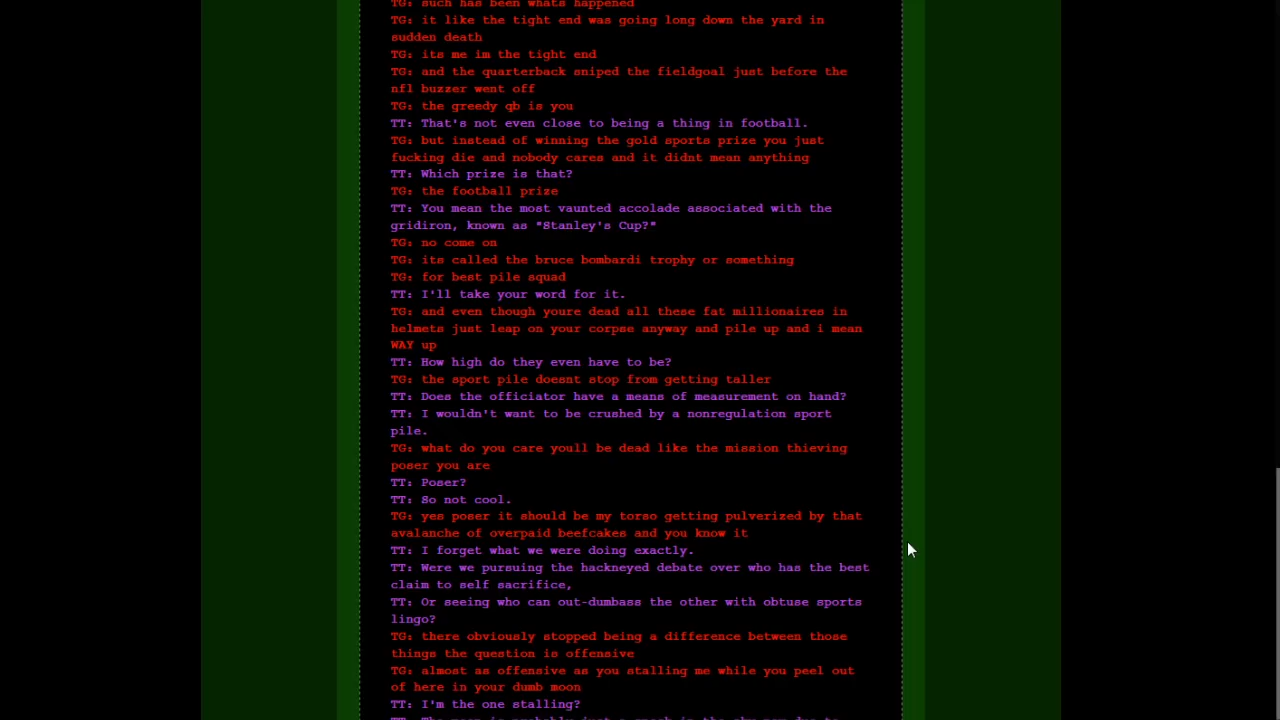 TG: such has been whats happened
TG: it like the tight end was going long down the yard in
sudden death
TG: its me im the tight end
TG: and the quarterback sniped the fieldgoal just before the
nfl buzzer went off
TG: the greedy qb is you
TT: That's not even close to being a thing in football.
TG: but instead of winning the gold sports prize you just
fucking die and nobody cares and it didnt mean anything
TT: Which prize is that?
TG: the football prize
TT: You mean the most vaunted accolade associated with the
gridiron, known as "Stanley's Cup?"
TG: no come on
TG: its called the bruce bombardi trophy or something
TG: for best pile squad
TT: I'll take your word for it.
TG: and even though youre dead all these fat millionaires in
helmets just leap on your corpse anyway and pile up and i mean
WAY up
TT: How high do they even have to be?
TG: the sport pile doesnt stop from getting taller
TT: Does the officiator have a means of measurement on hand?
TT: I wouldn't want to be crushed by a nonregulation sport
pile.
TG: what do you care youll be dead like the mission thieving
poser you are
TT: Poser?
TT: So not cool.
TG: yes poser it should be my torso getting pulverized by that
avalanche of overpaid beefcakes and you know it
TT: I forget what we were doing exactly.
TT: Were we pursuing the hackneyed debate over who has the best
claim to self sacrifice,
TT: Or seeing who can out-dumbass the other with obtuse sports
lingo?
TG: there obviously stopped being a difference between those
things the question is offensive
TG: almost as offensive as you stalling me while you peel out
of here in your dumb moon
TT: I'm the one stalling?